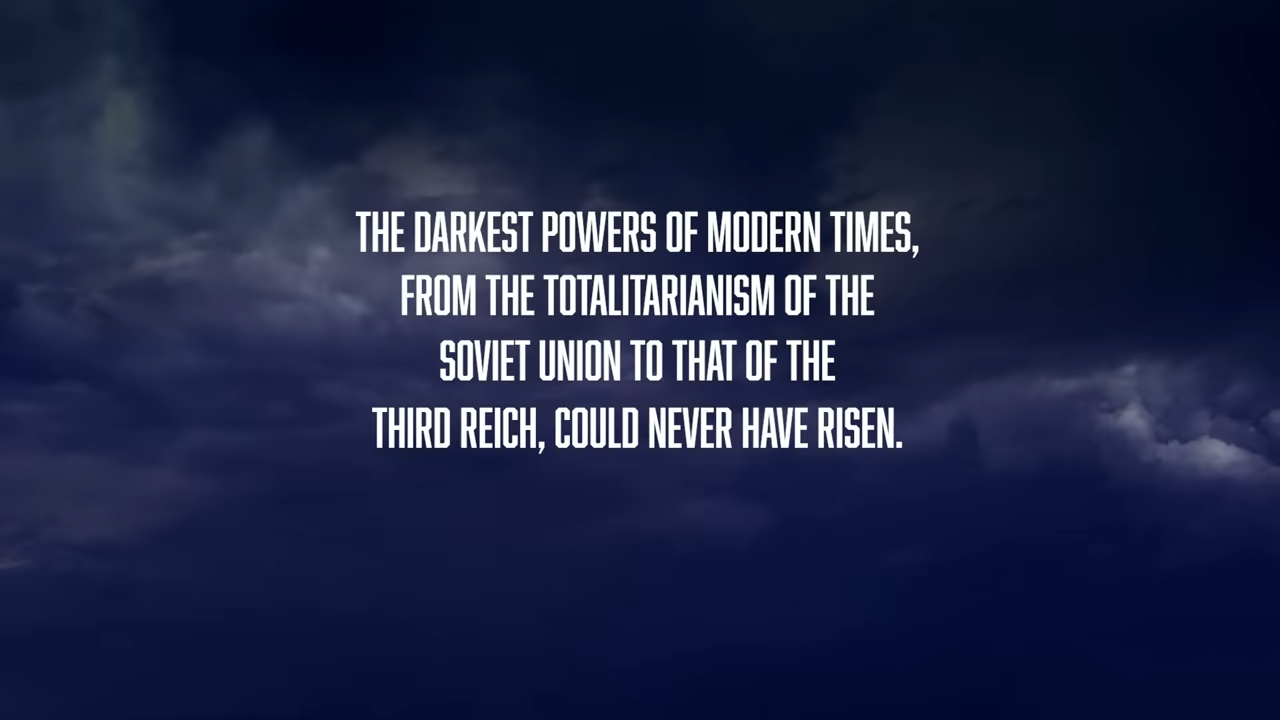 THE DARKEST POWERS OF MODERN TIMES,
FROM THE TOTALITARIANISM OF THE
SOVIET UNION TO THAT OF THE
THIRD REICH, COULD NEVER HAVE RISEN.